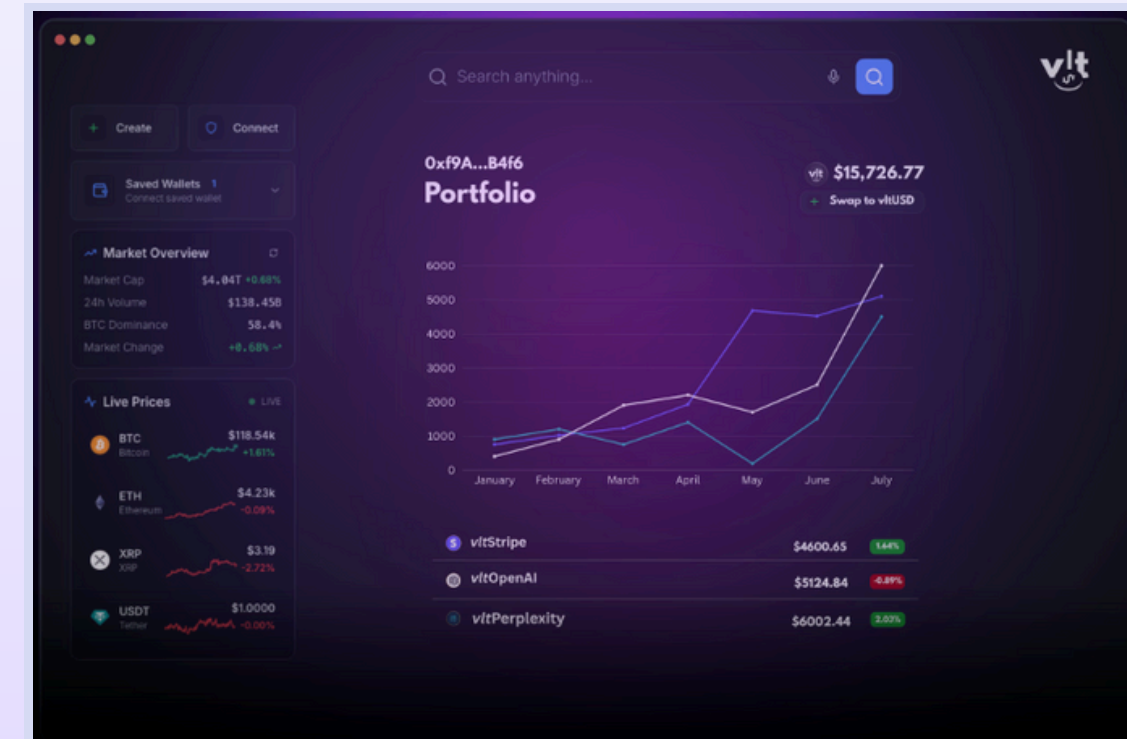 Search anything...
vlt
Create
Connect
Saved Wallets 1
Connect saved wallet
Market Overview
Market Cap $4.04T +0.68%
24h Volume $138.45B
BTC Dominance 58.4%
Market Change +0.68%
Live Prices LIVE
BTC $118.54k
Bitcoin +1.61%
ETH $4.23k
Ethereum -0.09%
XRP $3.19
XRP -2.72%
USDT $1.0000
Tether -0.00%
0xf9A...B4f6
Portfolio
vlt $15,726.77
+ Swap to vltUSD
6000
5000
4000
3000
2000
1000
0
January February March April May June July
vltStripe $4600.65 1.64%
vltOpenAI $5124.84 -0.89%
vltPerplexity $6002.44 2.03%